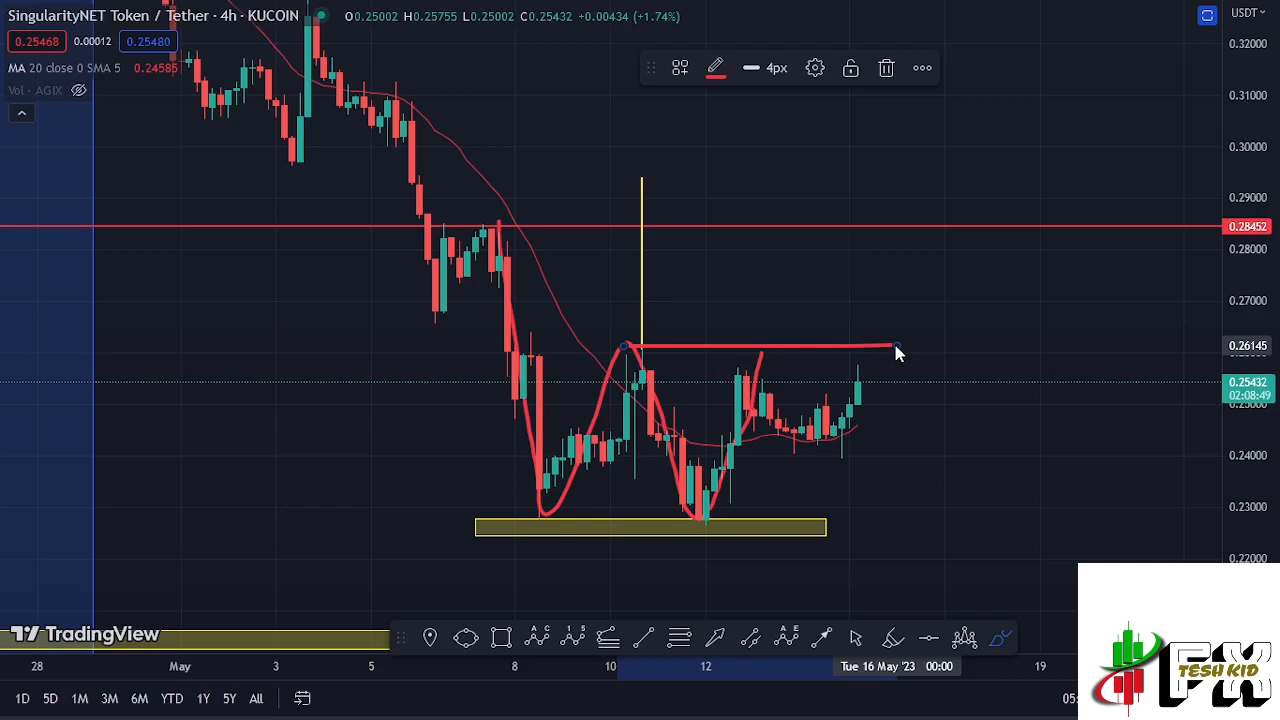 SingularityNET Token / Tether · 4h · KUCOIN O0.25002 H0.25755 L0.25002 C0.25432 +0.00434 (+1.74%)
USDT
0.25468 0.00012 0.25480
MA 20 close 0 SMA 5 0.24585
Vol · AGIX
4px
0.32000
0.31000
0.30000
0.29000
0.28452
0.28000
0.27000
0.26145
0.25432
02:08:49
0.25000
0.24000
0.23000
0.22000
TradingView
A C
1 5
A E
28 May 3 5 8 10 12 Tue 16 May '23 00:00 19
1D 5D 1M 3M 6M YTD 1Y 5Y All
FX
TESH KID